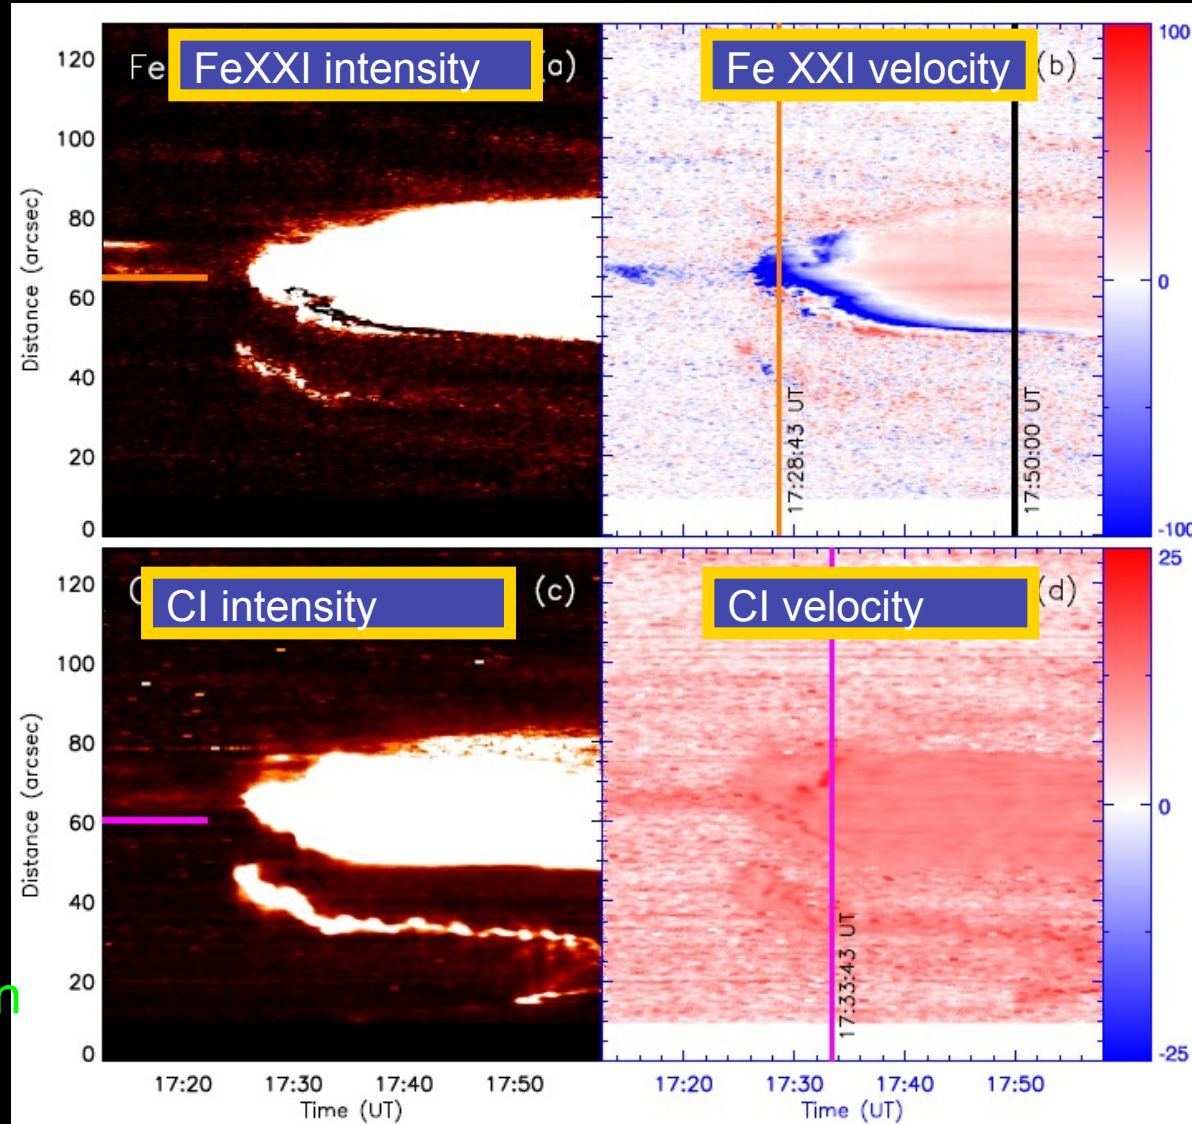 Fe
FeXXI intensity
(a)
Fe XXI velocity
(b)
120
100
80
60
40
20
0
Distance (arcsec)
17:28:43 UT
17:50:00 UT
100
0
-100
CI intensity
(c)
CI velocity
(d)
120
100
80
60
40
20
0
Distance (arcsec)
17:33:43 UT
25
0
-25
17:20
17:30
17:40
17:50
Time (UT)
17:20
17:30
17:40
17:50
Time (UT)